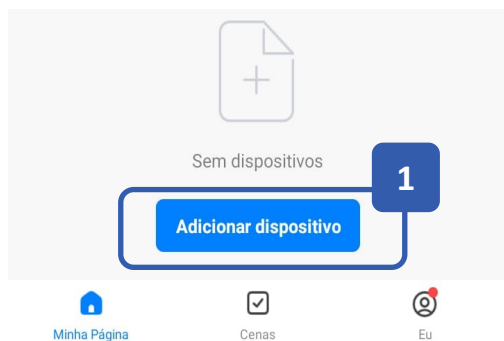 Sem dispositivos
1
Adicionar dispositivo
Minha Página
Cenas
Eu